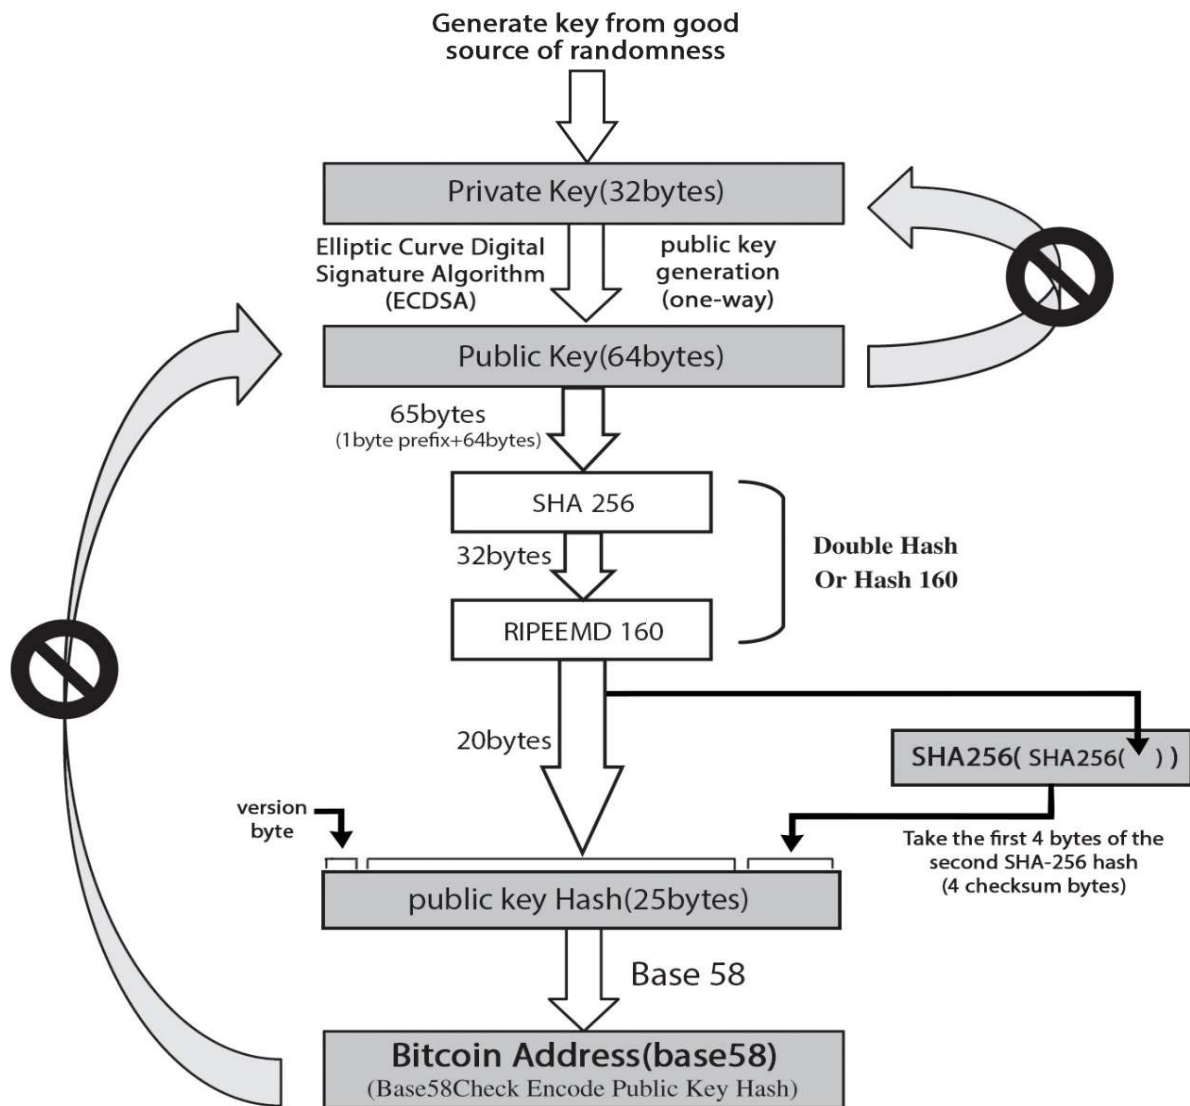 Generate key from good
source of randomness
Private Key(32bytes)
Elliptic Curve Digital
Signature Algorithm
(ECDSA)
public key
generation
(one-way)
Public Key(64bytes)
65bytes
(1byte prefix+64bytes)
SHA 256
32bytes
Double Hash
Or Hash 160
RIPEEMD 160
20bytes
SHA256( SHA256( ) )
version
byte
Take the first 4 bytes of the
second SHA-256 hash
(4 checksum bytes)
public key Hash(25bytes)
Base 58
Bitcoin Address(base58)
(Base58Check Encode Public Key Hash)